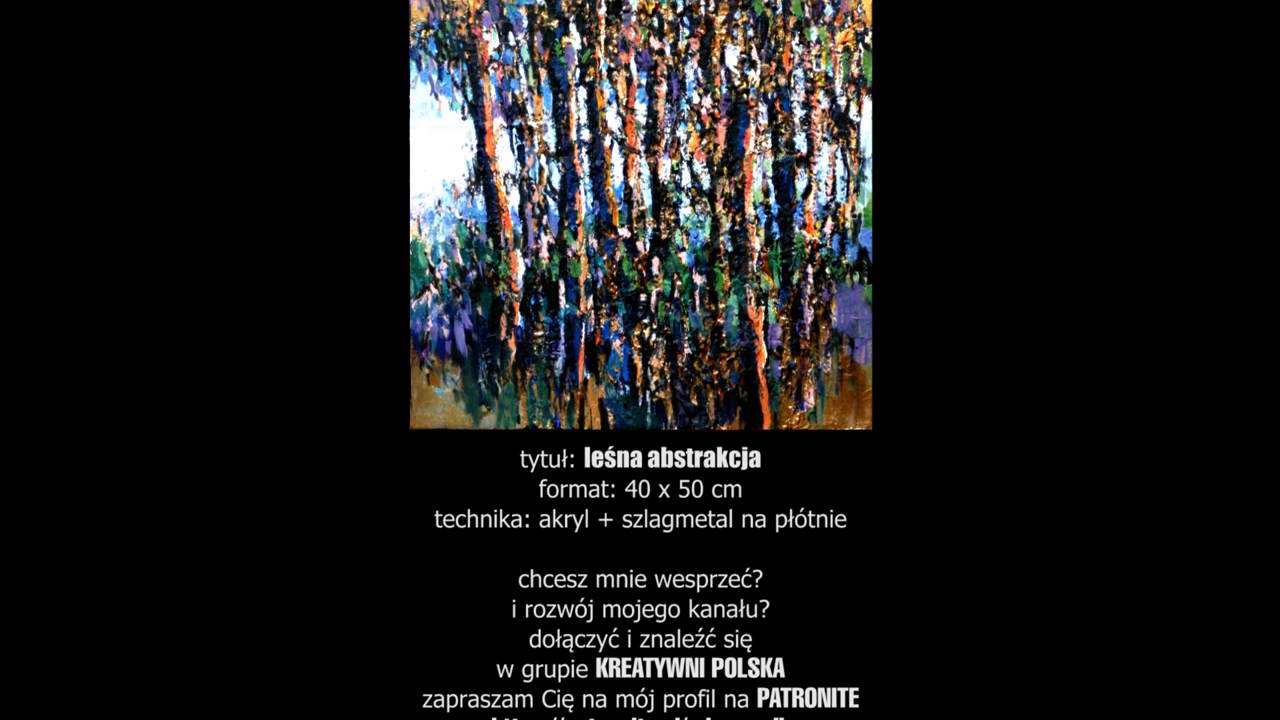 tytuł: leśna abstrakcja
format: 40 x 50 cm
technika: akryl + szlagmetal na płótnie
chcesz mnie wesprzeć?
i rozwój mojego kanału?
dołączyć i znaleźć się
w grupie KREATYWNI POLSKA
zapraszam Cię na mój profil na PATRONITE